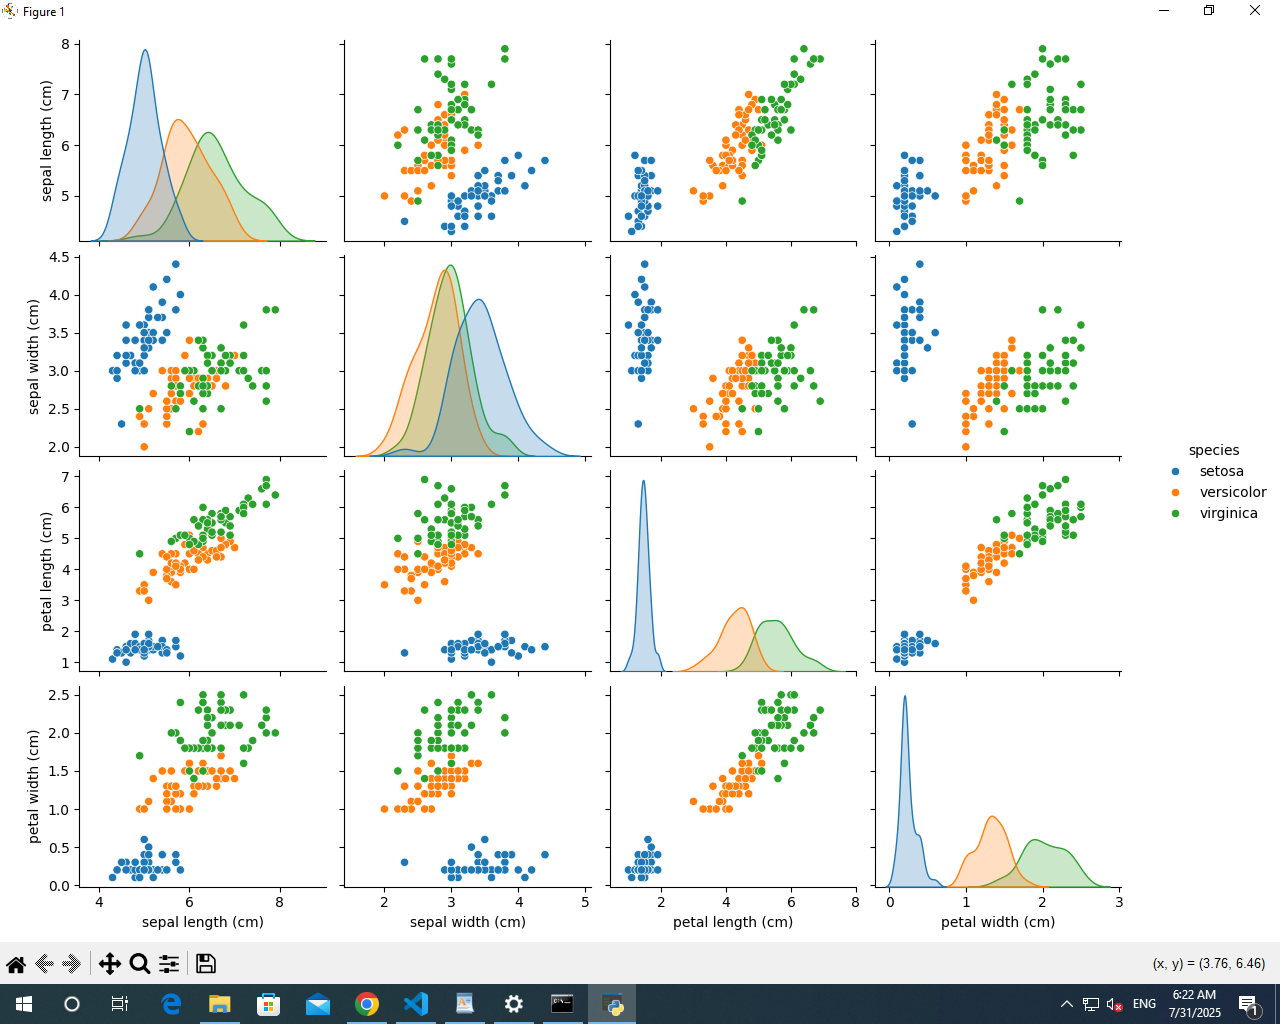 Figure 1
8
7
6
5
sepal length (cm)
4.5
4.0
3.5
3.0
2.5
2.0
sepal width (cm)
7
6
5
4
3
2
1
petal length (cm)
2.5
2.0
1.5
1.0
0.5
0.0
petal width (cm)
4 6 8
sepal length (cm)
2 3 4 5
sepal width (cm)
2 4 6 8
petal length (cm)
0 1 2 3
petal width (cm)
species
setosa
versicolor
virginica
(x, y) = (3.76, 6.46)
ENG
6:22 AM
7/31/2025
1